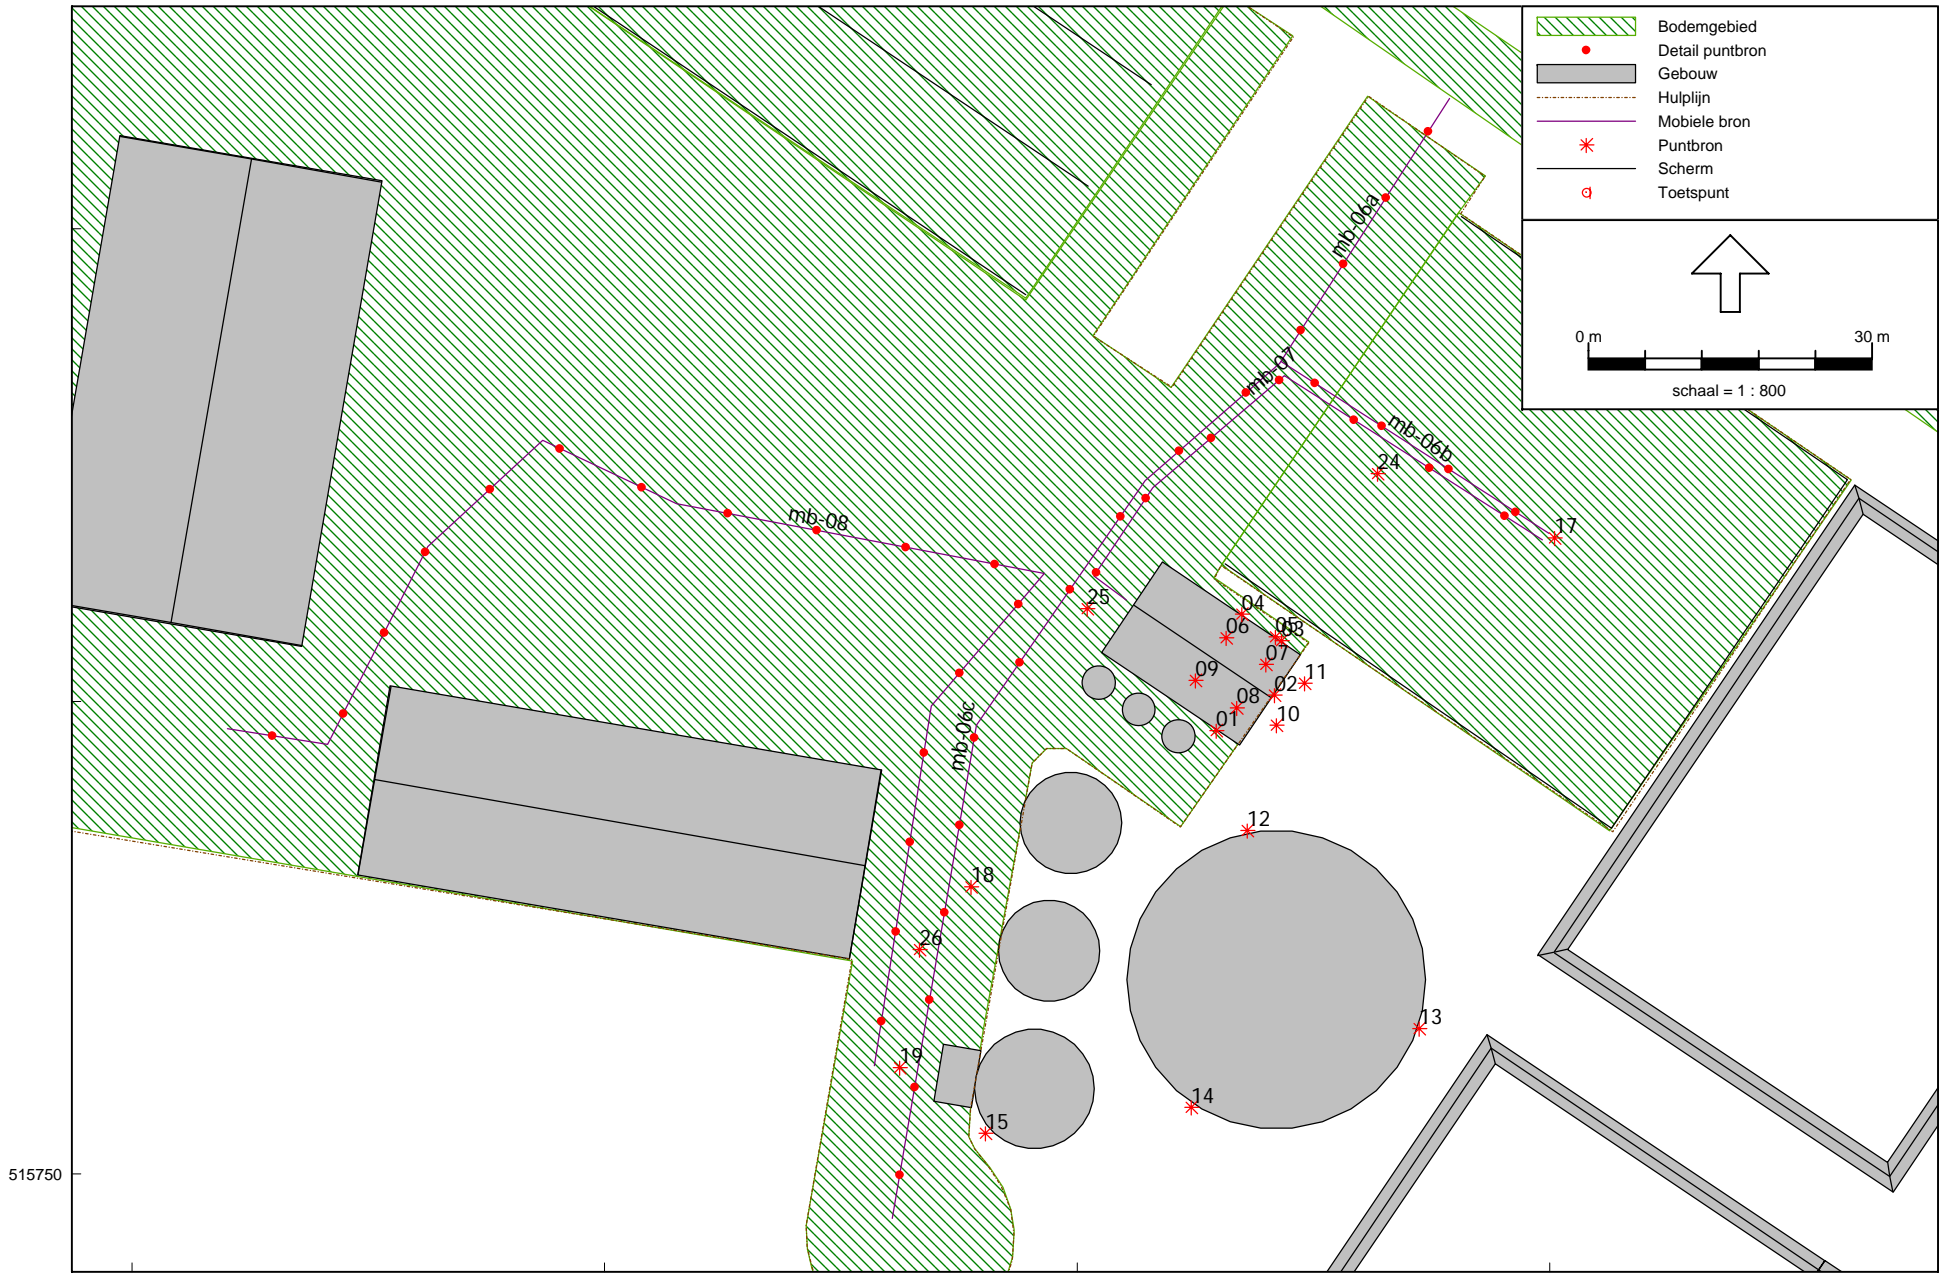 Bodemgebied
Detail puntbron
Gebouw
Hulplijn
Mobiele bron
Puntbron
Scherm
Toetspunt
0 m 30 m
schaal = 1 : 800
mb-06a
mb-07
mb-06b
24
17
mb-08
25
04
06
05
03
07
09
11
02
08
01
10
mb-06c
12
18
26
13
19
14
15
515750